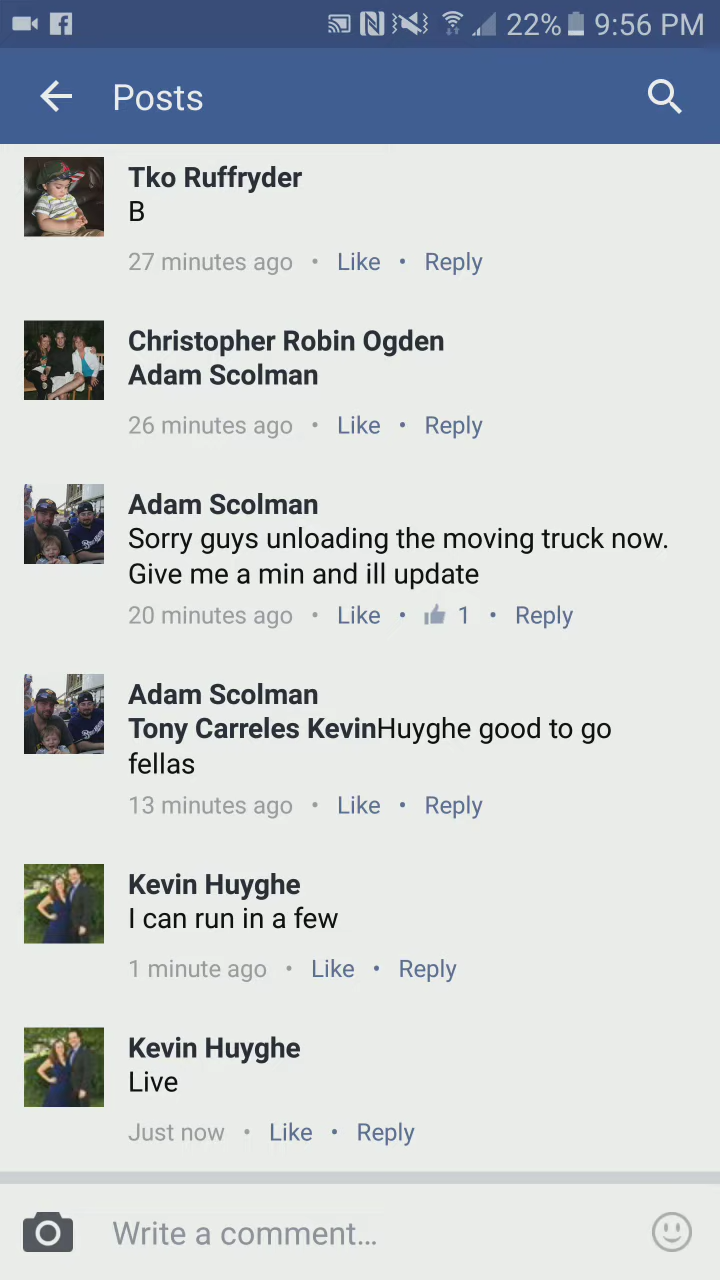 22% 9:56 PM
Posts
Tko Ruffryder
B
27 minutes ago • Like • Reply
Christopher Robin Ogden
Adam Scolman
26 minutes ago • Like • Reply
Adam Scolman
Sorry guys unloading the moving truck now.
Give me a min and ill update
20 minutes ago • Like • 1 • Reply
Adam Scolman
Tony Carreles KevinHuyghe good to go
fellas
13 minutes ago • Like • Reply
Kevin Huyghe
I can run in a few
1 minute ago • Like • Reply
Kevin Huyghe
Live
Just now • Like • Reply
Write a comment...